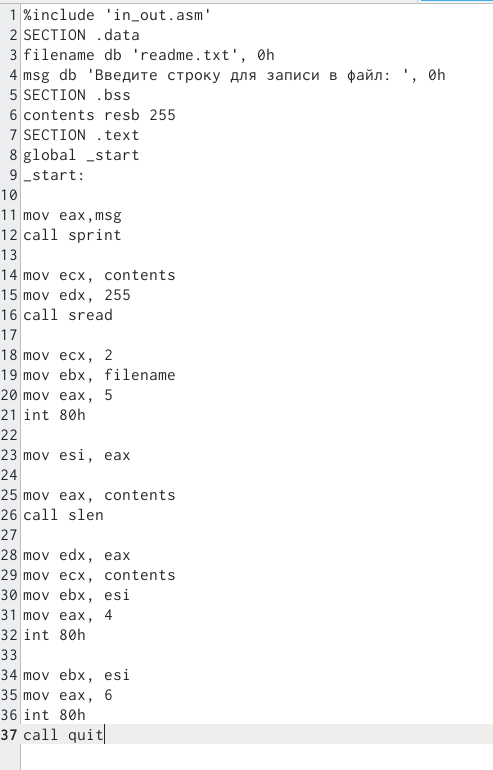 1 %include 'in_out.asm'
2 SECTION .data
3 filename db 'readme.txt', 0h
4 msg db 'Введите строку для записи в файл: ', 0h
5 SECTION .bss
6 contents resb 255
7 SECTION .text
8 global _start
9 _start:
10
11 mov eax,msg
12 call sprint
13
14 mov ecx, contents
15 mov edx, 255
16 call sread
17
18 mov ecx, 2
19 mov ebx, filename
20 mov eax, 5
21 int 80h
22
23 mov esi, eax
24
25 mov eax, contents
26 call slen
27
28 mov edx, eax
29 mov ecx, contents
30 mov ebx, esi
31 mov eax, 4
32 int 80h
33
34 mov ebx, esi
35 mov eax, 6
36 int 80h
37 call quit